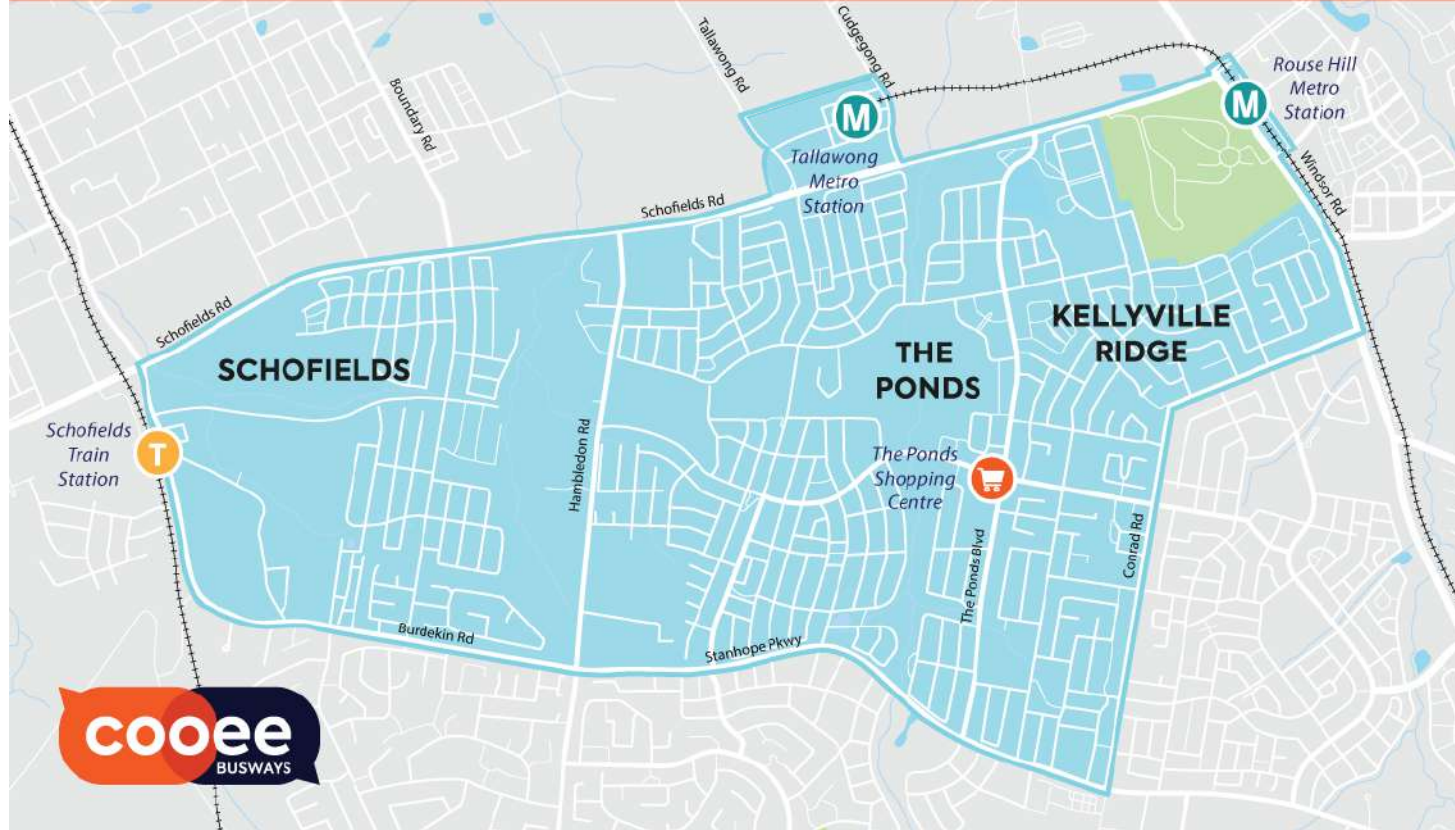 Tallawong Rd
Cudgegong Rd
Boundary Rd
Rouse Hill
Metro
Station
M
M
Tallawong
Metro
Station
Windsor Rd
Schofields Rd
Schofields Rd
SCHOFIELDS
THE
PONDS
KELLYVILLE
RIDGE
Schofields
Train
Station
T
Hambledon Rd
The Ponds
Shopping
Centre
The Ponds Blvd
Conrad Rd
Burdekin Rd
Stanhope Pkwy
cooee
BUSWAYS